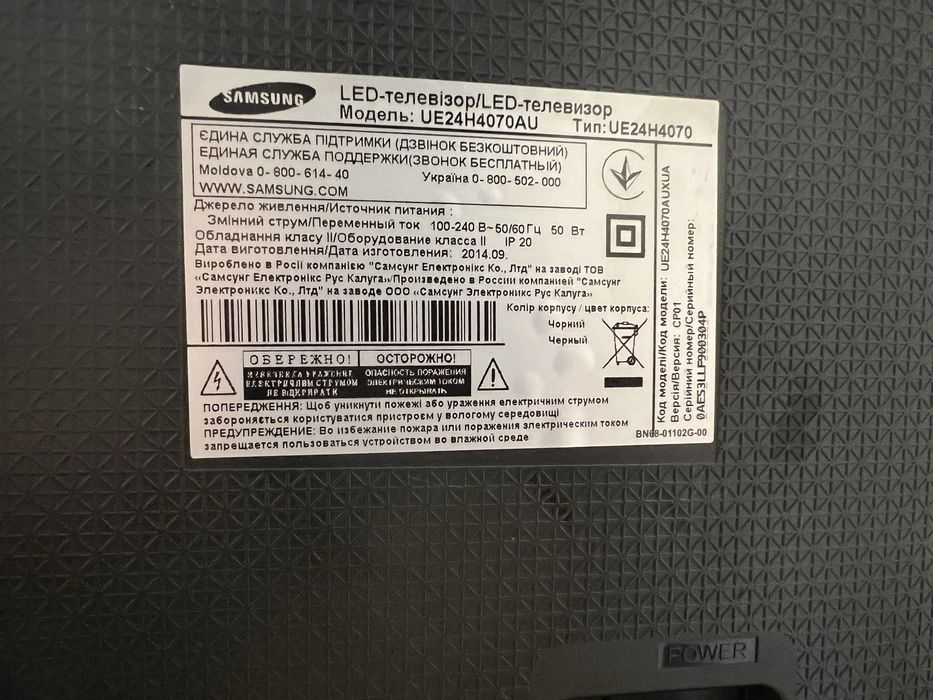 SAMSUNG
LED-телевізор/LED-телевизор
Модель: UE24H4070AU Тип:UE24H4070
ЄДИНА СЛУЖБА ПІДТРИМКИ (ДЗВІНОК БЕЗКОШТОВНИЙ)
ЕДИНАЯ СЛУЖБА ПОДДЕРЖКИ(ЗВОНОК БЕСПЛАТНЫЙ)
Moldova 0- 800- 614- 40 Україна 0- 800- 502- 000
WWW.SAMSUNG.COM
Джерело живлення/Источник питания :
Змінний струм/Переменный ток 100-240 В~ 50/60 Гц 50 Вт
Обладнання класу II/Оборудование класса II IP 20
Дата виготовлення/Дата изготовления: 2014.09.
Вироблено в Росії компанією "Самсунг Електронікс Ко., Лтд" на заводі ТОВ
«Самсунг Електронікс Рус Калуга»/Произведено в России компанией "Самсунг
Электроникс Ко., Лтд" на заводе ООО «Самсунг Электроникс Рус Калуга»
Колір корпусу / цвет корпуса:
Чорний
Черный
ОБЕРЕЖНО! ОСТОРОЖНО!
НЕБЕЗПЕКА УРАЖЕННЯ
ЕЛЕКТРИЧНИМ СТРУМОМ
НЕ ВІДКРИВАТИ
ОПАСНОСТЬ ПОРАЖЕНИЯ
ЭЛЕКТРИЧЕСКИМ ТОКОМ
НЕ ОТКРЫВАТЬ
ПОПЕРЕДЖЕННЯ: Щоб уникнути пожежі або ураження електричним струмом
забороняється користуватися пристроєм у вологому середовищі
ПРЕДУПРЕЖДЕНИЕ: Во избежание пожара или поражения электрическим током
запрещается пользоваться устройством во влажной среде
Код моделі/Код модели: UE24H4070AUXUA
Версія/Версия: CP01
Серійний номер/Серийный номер:
0AES3LLF900304P
BN68-01102G-00
POWER